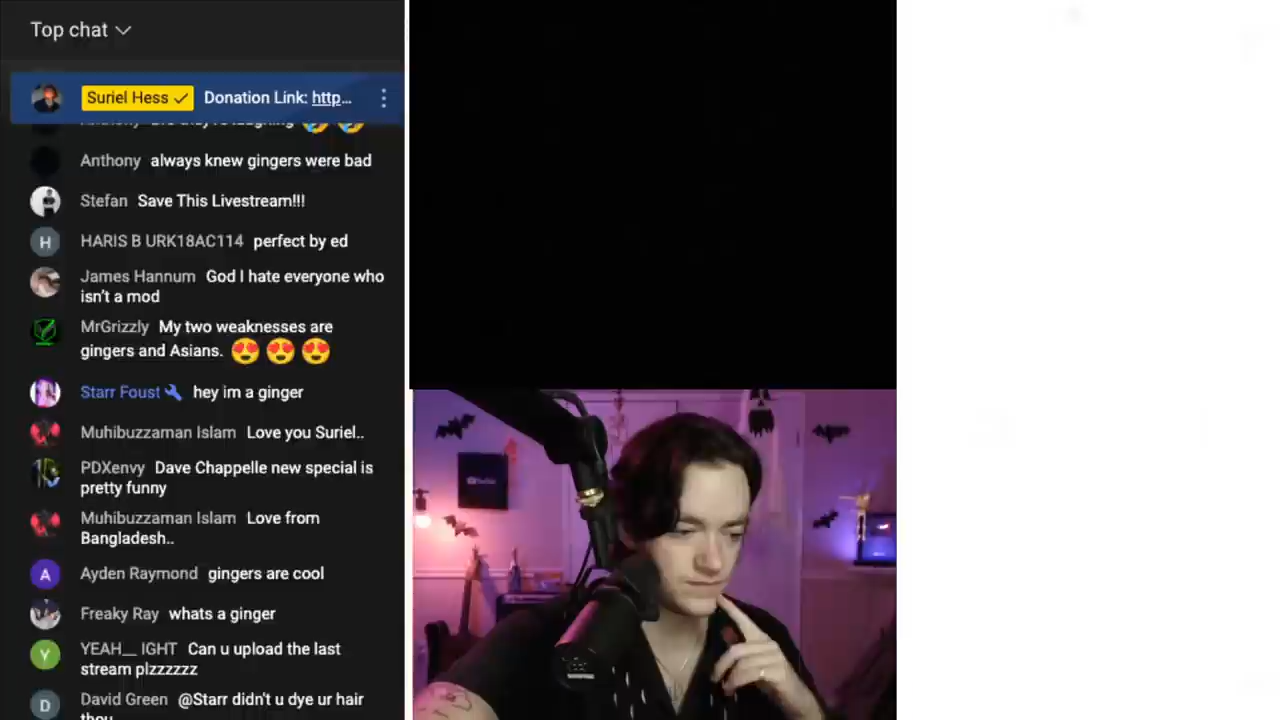 Top chat
Suriel Hess Donation Link: http...
Anthony always knew gingers were bad
Stefan Save This Livestream!!!
HARIS B URK18AC114 perfect by ed
James Hannum God I hate everyone who
isn't a mod
MrGrizzly My two weaknesses are
gingers and Asians. 😍 😍 😍
Starr Foust hey im a ginger
Muhibuzzaman Islam Love you Suriel..
PDXenvy Dave Chappelle new special is
pretty funny
Muhibuzzaman Islam Love from
Bangladesh..
A Ayden Raymond gingers are cool
Freaky Ray whats a ginger
Y YEAH__ IGHT Can u upload the last
stream plzzzzzz
D David Green @Starr didn't u dye ur hair
thou